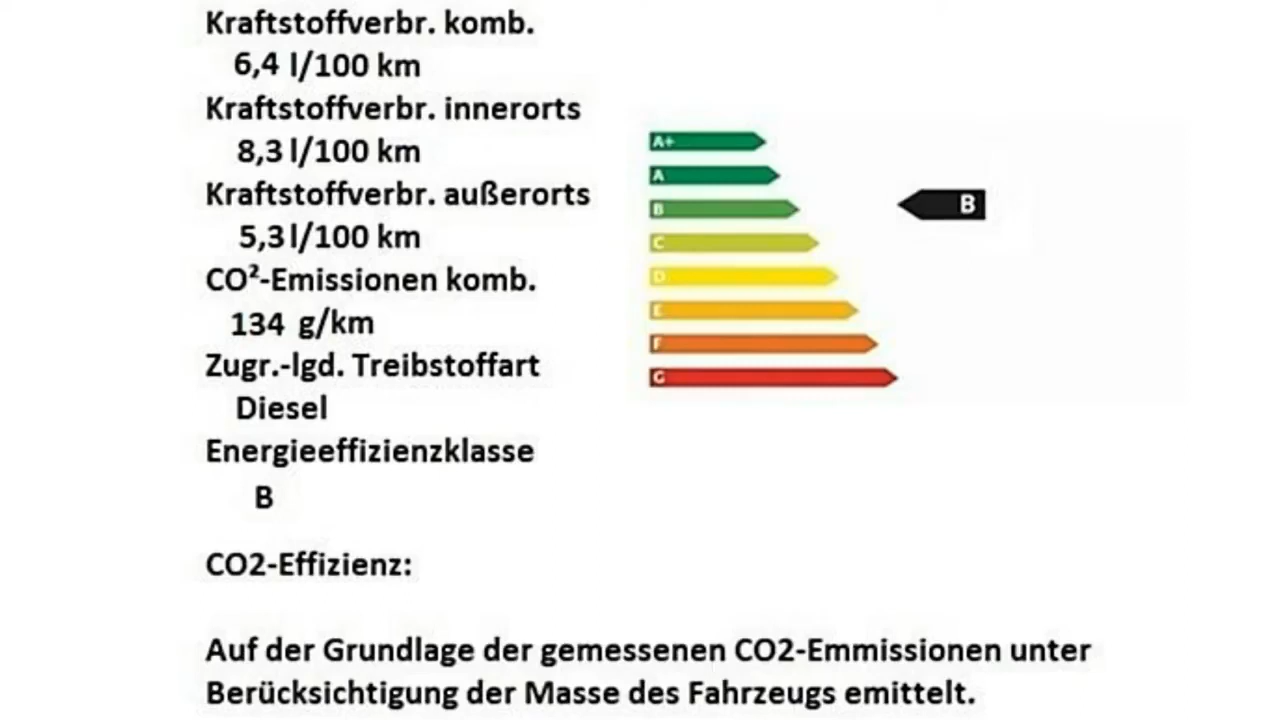 Kraftstoffverbr. komb.
6,4 l/100 km
Kraftstoffverbr. innerorts
8,3 l/100 km
Kraftstoffverbr. außerorts
5,3 l/100 km
CO²-Emissionen komb.
134 g/km
Zugr.-lgd. Treibstoffart
Diesel
Energieeffizienzklasse
B
A+
A
B
B
C
D
E
F
G
CO2-Effizienz:
Auf der Grundlage der gemessenen CO2-Emmissionen unter
Berücksichtigung der Masse des Fahrzeugs emittelt.